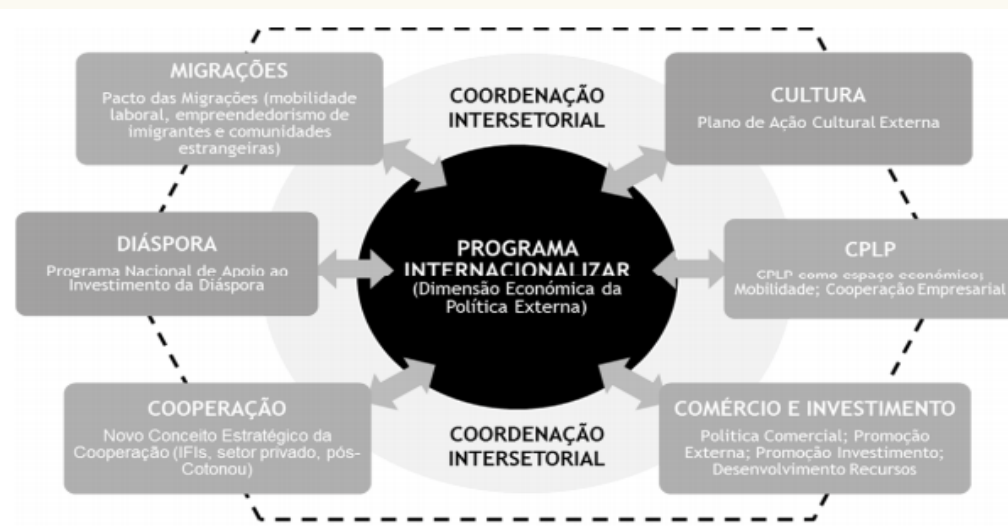 MIGRAÇÕES
Pacto das Migrações (mobilidade
laboral, empreendedorismo de
imigrantes e comunidades
estrangeiras)
COORDENAÇÃO
INTERSETORIAL
CULTURA
Plano de Ação Cultural Externa
DIÁSPORA
Programa Nacional de Apoio ao
Investimento da Diáspora
PROGRAMA
INTERNACIONALIZAR
(Dimensão Económica da
Política Externa)
CPLP
CPLP como espaço económico;
Mobilidade; Cooperação Empresarial
COOPERAÇÃO
Novo Conceito Estratégico da
Cooperação (IFIs, setor privado, pós-
Cotonou)
COORDENAÇÃO
INTERSETORIAL
COMÉRCIO E INVESTIMENTO
Politica Comercial; Promoção
Externa; Promoção Investimento;
Desenvolvimento Recursos